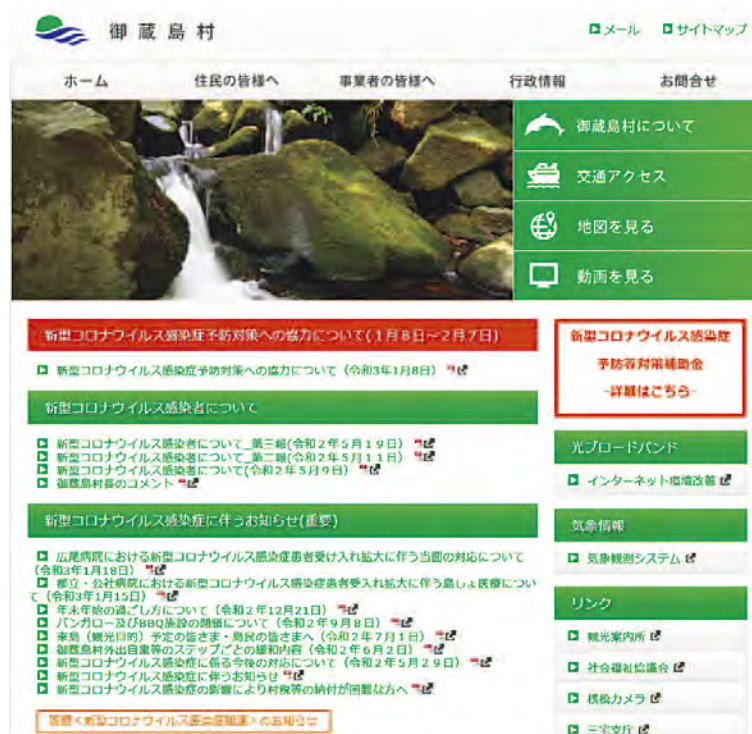 御蔵島村
メール サイトマップ
ホーム 住民の皆様へ 事業者の皆様へ 行政情報 お問合せ
御蔵島村について
交通アクセス
地図を見る
動画を見る
新型コロナウイルス感染症予防対策への協力について(1月8日~2月7日)
新型コロナウイルス感染症予防対策への協力について(令和3年1月8日)
新型コロナウイルス感染者について
新型コロナウイルス感染者について_第三報(令和2年5月19日)
新型コロナウイルス感染者について_第二報(令和2年5月11日)
新型コロナウイルス感染者について(令和2年5月9日)
御蔵島村長のコメント
新型コロナウイルス感染症に伴うお知らせ(重要)
広尾病院における新型コロナウイルス感染症患者受け入れ拡大に伴う当面の対応について
(令和3年1月18日)
都立・公社病院における新型コロナウイルス感染症患者受入れ拡大に伴う島しょ医療につい
て(令和3年1月15日)
年末年始の過ごし方について(令和2年12月21日)
バンガロー及びBBQ施設の開館について(令和2年9月8日)
来島(観光目的)予定の皆さま・島民の皆さまへ(令和2年7月1日)
御蔵島村外出自粛等のステップごとの緩和内容(令和2年6月2日)
新型コロナウイルス感染症に係る今後の対応について(令和2年5月29日)
新型コロナウイルス感染症に伴うお知らせ
新型コロナウイルス感染症の影響により村税等の納付が困難な方へ
<新型コロナウイルス感染症関連>のお知らせ
新型コロナウイルス感染症
予防等対策補助金
-詳細はこちら-
光ブロードバンド
インターネット環境改善
気象情報
気象観測システム
リンク
観光案内所
社会福祉協議会
桟橋カメラ
三宅支庁